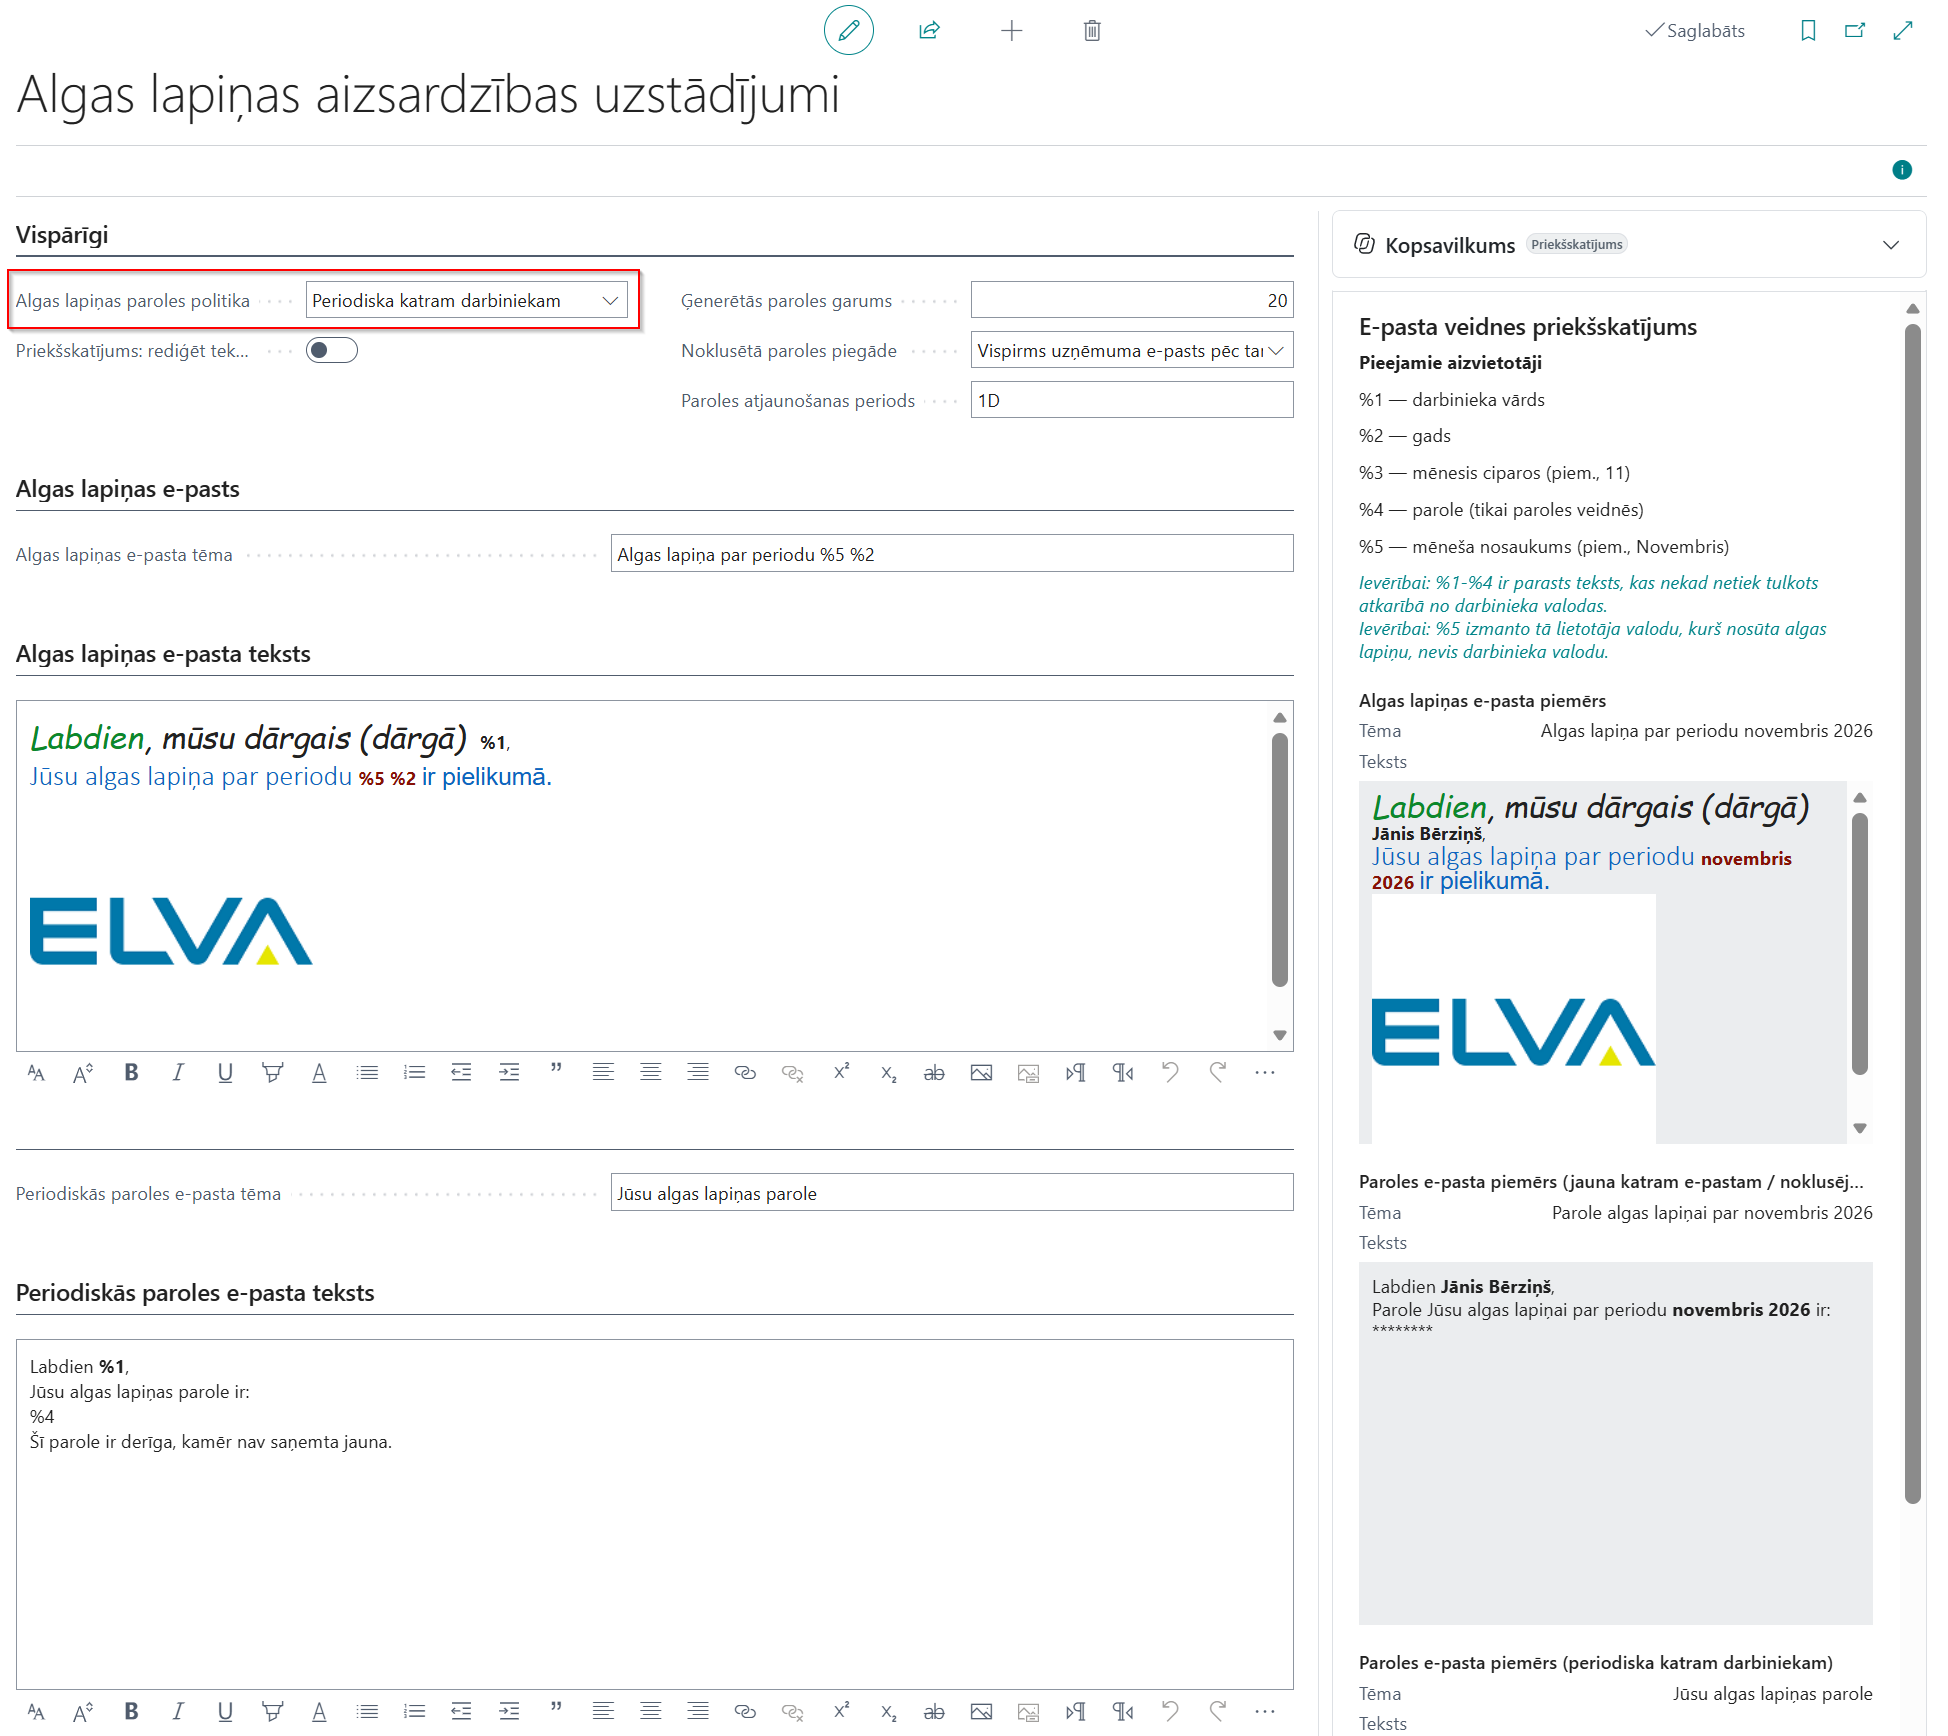 Saglabāts
Algas lapiņas aizsardzības uzstādījumi
Vispārīgi
Algas lapiņas paroles politika
Periodiska katram darbiniekam
Priekšskatījums: rediģēt tek...
Ģenerētās paroles garums
20
Noklusētā paroles piegāde
Vispirms uzņēmuma e-pasts pēc tar
Paroles atjaunošanas periods
1D
Algas lapiņas e-pasts
Algas lapiņas e-pasta tēma
Algas lapiņa par periodu %5 %2
Algas lapiņas e-pasta teksts
Labdien, mūsu dārgais (dārgā) %1,
Jūsu algas lapiņa par periodu %5 %2 ir pielikumā.
ELVA
Periodiskās paroles e-pasta tēma
Jūsu algas lapiņas parole
Periodiskās paroles e-pasta teksts
Labdien %1,
Jūsu algas lapiņas parole ir:
%4
Šī parole ir derīga, kamēr nav saņemta jauna.
Kopsavilkums
Priekšskatījums
E-pasta veidnes priekšskatījums
Pieejamie aizvietotāji
%1 — darbinieka vārds
%2 — gads
%3 — mēnesis ciparos (piem., 11)
%4 — parole (tikai paroles veidnēs)
%5 — mēneša nosaukums (piem., Novembris)
Ievērībai: %1-%4 ir parasts teksts, kas nekad netiek tulkots
atkarībā no darbinieka valodas.
Ievērībai: %5 izmanto tā lietotāja valodu, kurš nosūta algas
lapiņu, nevis darbinieka valodu.
Algas lapiņas e-pasta piemērs
Tēma
Algas lapiņa par periodu novembris 2026
Teksts
Labdien, mūsu dārgais (dārgā)
Jānis Bērziņš,
Jūsu algas lapiņa par periodu novembris
2026 ir pielikumā.
ELVA
Paroles e-pasta piemērs (jauna katram e-pastam / noklusēj...
Tēma
Parole algas lapiņai par novembris 2026
Teksts
Labdien Jānis Bērziņš,
Parole Jūsu algas lapiņai par periodu novembris 2026 ir:
********
Paroles e-pasta piemērs (periodiska katram darbiniekam)
Tēma
Jūsu algas lapiņas parole
Teksts